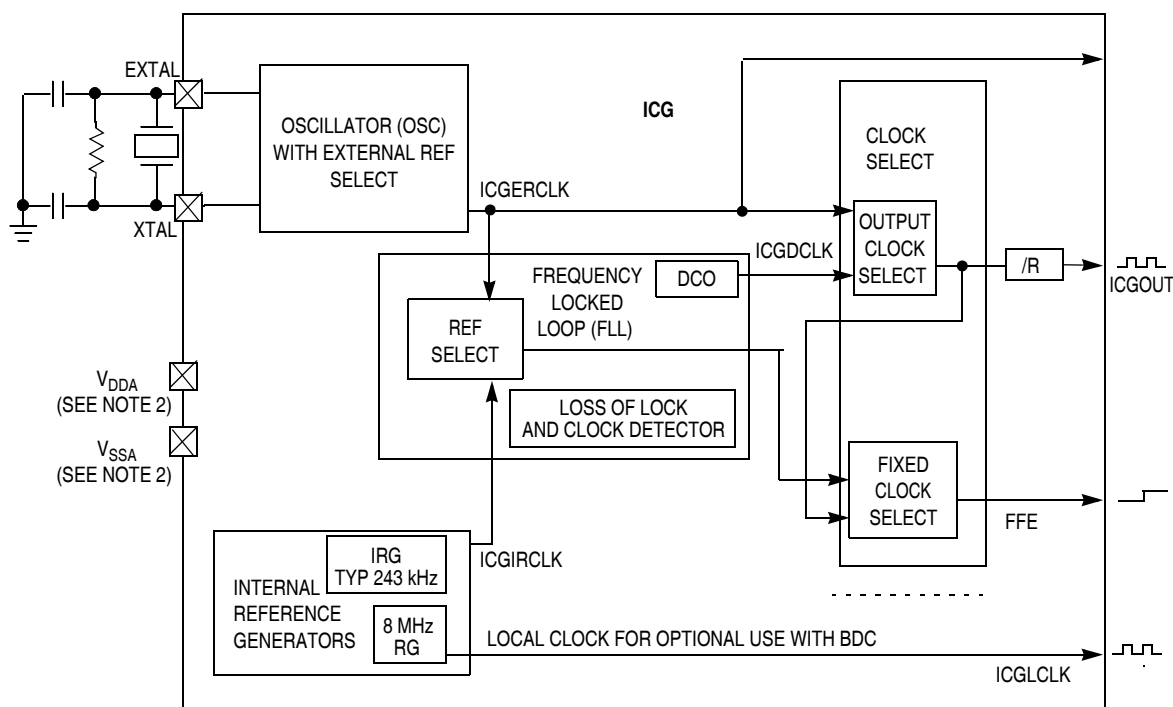 EXTAL
XTAL
OSCILLATOR (OSC)
WITH EXTERNAL REF
SELECT
ICG
ICGERCLK
CLOCK
SELECT
OUTPUT
CLOCK
SELECT
ICGDCLK
/R
ICGOUT
FREQUENCY
LOCKED
LOOP (FLL)
DCO
REF
SELECT
LOSS OF LOCK
AND CLOCK DETECTOR
VDDA
(SEE NOTE 2)
VSSA
(SEE NOTE 2)
FIXED
CLOCK
SELECT
FFE
ICGIRCLK
IRG
TYP 243 kHz
INTERNAL
REFERENCE
GENERATORS
8 MHz
RG
LOCAL CLOCK FOR OPTIONAL USE WITH BDC
ICGLCLK